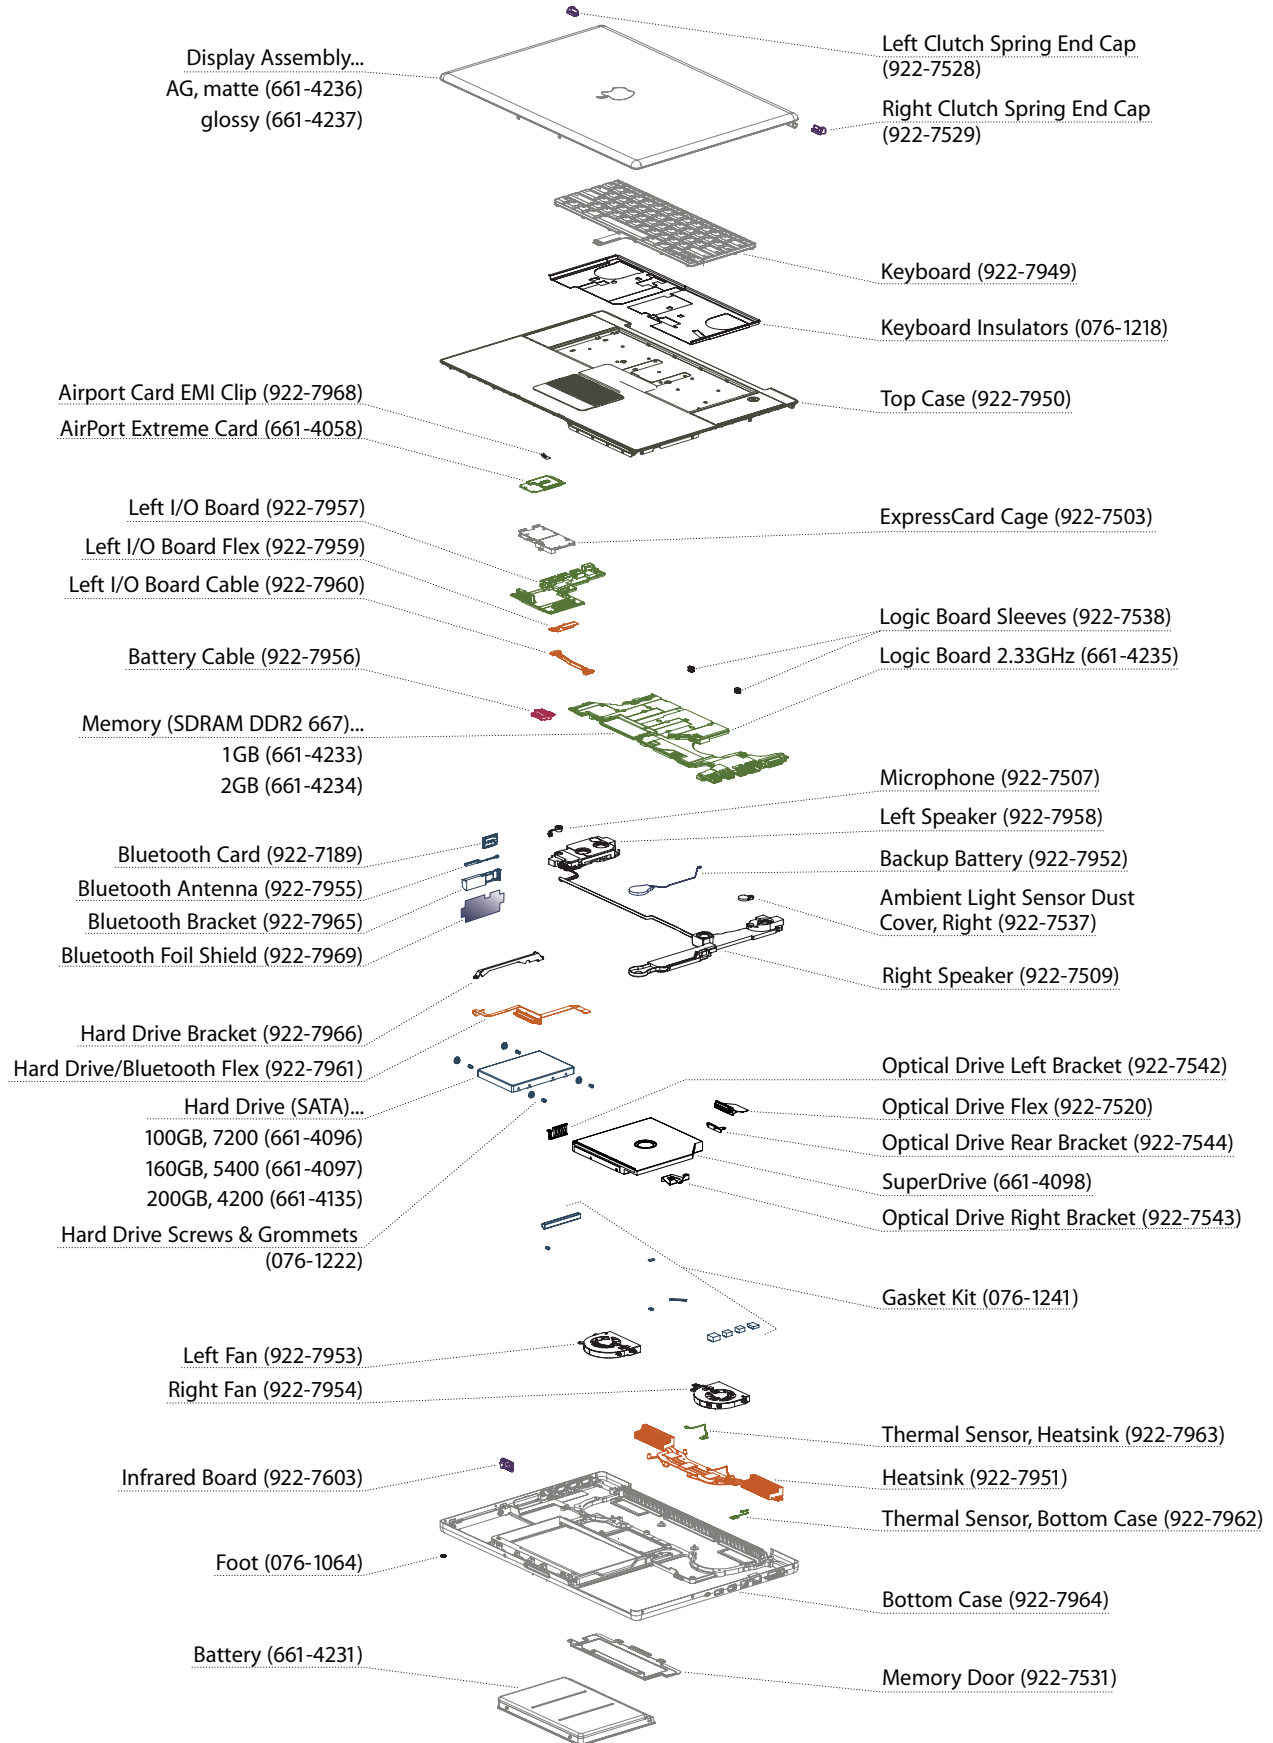 Display Assembly...
AG, matte (661-4236)
glossy (661-4237)
Left Clutch Spring End Cap
(922-7528)
Right Clutch Spring End Cap
(922-7529)
Keyboard (922-7949)
Keyboard Insulators (076-1218)
Top Case (922-7950)
Airport Card EMI Clip (922-7968)
AirPort Extreme Card (661-4058)
Left I/O Board (922-7957)
Left I/O Board Flex (922-7959)
Left I/O Board Cable (922-7960)
ExpressCard Cage (922-7503)
Logic Board Sleeves (922-7538)
Logic Board 2.33GHz (661-4235)
Battery Cable (922-7956)
Memory (SDRAM DDR2 667)...
1GB (661-4233)
2GB (661-4234)
Microphone (922-7507)
Left Speaker (922-7958)
Backup Battery (922-7952)
Ambient Light Sensor Dust
Cover, Right (922-7537)
Right Speaker (922-7509)
Bluetooth Card (922-7189)
Bluetooth Antenna (922-7955)
Bluetooth Bracket (922-7965)
Bluetooth Foil Shield (922-7969)
Hard Drive Bracket (922-7966)
Hard Drive/Bluetooth Flex (922-7961)
Hard Drive (SATA)...
100GB, 7200 (661-4096)
160GB, 5400 (661-4097)
200GB, 4200 (661-4135)
Hard Drive Screws & Grommets
(076-1222)
Optical Drive Left Bracket (922-7542)
Optical Drive Flex (922-7520)
Optical Drive Rear Bracket (922-7544)
SuperDrive (661-4098)
Optical Drive Right Bracket (922-7543)
Gasket Kit (076-1241)
Left Fan (922-7953)
Right Fan (922-7954)
Thermal Sensor, Heatsink (922-7963)
Heatsink (922-7951)
Thermal Sensor, Bottom Case (922-7962)
Infrared Board (922-7603)
Foot (076-1064)
Bottom Case (922-7964)
Battery (661-4231)
Memory Door (922-7531)